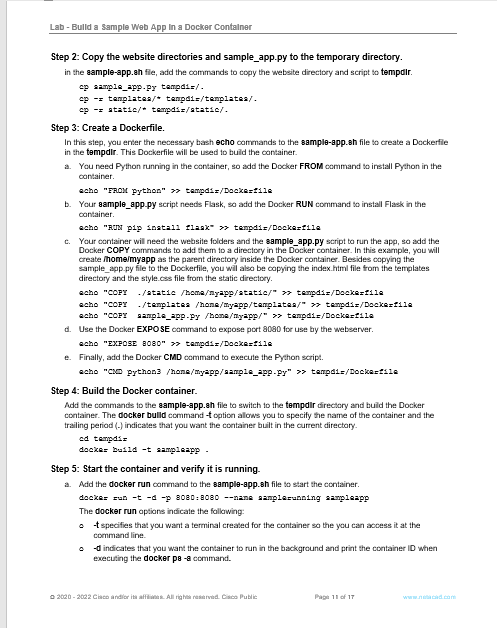 Lab - Build a Sample Web App in a Docker Container
Step 2: Copy the website directories and sample_app.py to the temporary directory.
in the sample-app.sh file, add the commands to copy the website directory and script to tempdir.
cp sample_app.py tempdir/.
cp -r templates/* tempdir/templates/.
cp -r static/* tempdir/static/.
Step 3: Create a Dockerfile.
In this step, you enter the necessary bash echo commands to the sample-app.sh file to create a Dockerfile
in the tempdir. This Dockerfile will be used to build the container.
a. You need Python running in the container, so add the Docker FROM command to install Python in the
container.
echo "FROM python" >> tempdir/Dockerfile
b. Your sample_app.py script needs Flask, so add the Docker RUN command to install Flask in the
container.
echo "RUN pip install flask" >> tempdir/Dockerfile
c. Your container will need the website folders and the sample_app.py script to run the app, so add the
Docker COPY commands to add them to a directory in the Docker container. In this example, you will
create /home/myapp as the parent directory inside the Docker container. Besides copying the
sample_app.py file to the Dockerfile, you will also be copying the index.html file from the templates
directory and the style.css file from the static directory.
echo "COPY ./static /home/myapp/static/" >> tempdir/Dockerfile
echo "COPY ./templates /home/myapp/templates/" >> tempdir/Dockerfile
echo "COPY sample_app.py /home/myapp/" >> tempdir/Dockerfile
d. Use the Docker EXPOSE command to expose port 8080 for use by the webserver.
echo "EXPOSE 8080" >> tempdir/Dockerfile
e. Finally, add the Docker CMD command to execute the Python script.
echo "CMD python3 /home/myapp/sample_app.py" >> tempdir/Dockerfile
Step 4: Build the Docker container.
Add the commands to the sample-app.sh file to switch to the tempdir directory and build the Docker
container. The docker build command -t option allows you to specify the name of the container and the
trailing period (.) indicates that you want the container built in the current directory.
cd tempdir
docker build -t sampleapp .
Step 5: Start the container and verify it is running.
a. Add the docker run command to the sample-app.sh file to start the container.
docker run -t -d -p 8080:8080 --name samplerunning sampleapp
The docker run options indicate the following:
o -t specifies that you want a terminal created for the container so the you can access it at the
command line.
o -d indicates that you want the container to run in the background and print the container ID when
executing the docker ps -a command.
© 2020 - 2022 Cisco and/or its affiliates. All rights reserved. Cisco Public Page 11 of 17 www.netacad.com